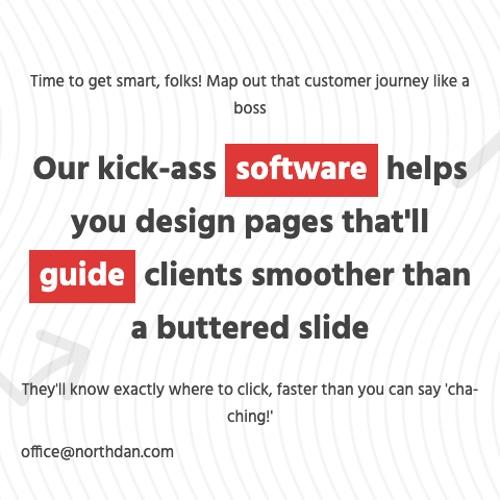 Time to get smart, folks! Map out that customer journey like a
boss
Our kick-ass software helps
you design pages that'll
guide clients smoother than
a buttered slide
They'll know exactly where to click, faster than you can say 'cha-
ching!'
office@northdan.com